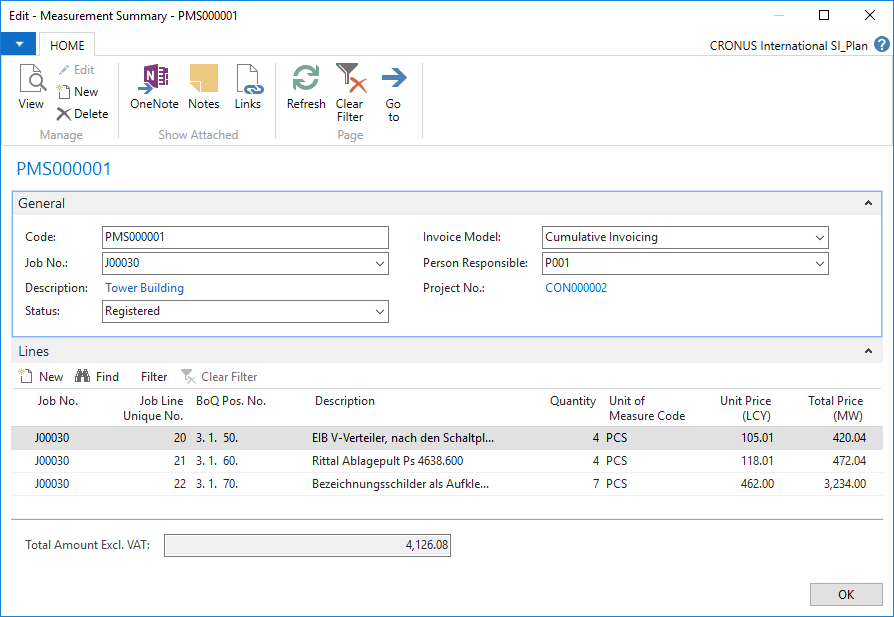 Edit - Measurement Summary - PMS000001
HOME
CRONUS International SI_Plan ?
View
Edit
New
Delete
Manage
OneNote
Notes
Links
Show Attached
Refresh
Clear Filter
Go to
Page
PMS000001
General
Code: PMS000001
Job No.: J00030
Description: Tower Building
Status: Registered
Invoice Model: Cumulative Invoicing
Person Responsible: P001
Project No.: CON000002
Lines
New Find Filter Clear Filter
Job No. Job Line Unique No. BoQ Pos. No. Description Quantity Unit of Measure Code Unit Price (LCY) Total Price (MW)
J00030 20 3. 1. 50. EIB V-Verteiler, nach den Schaltpl... 4 PCS 105.01 420.04
J00030 21 3. 1. 60. Rittal Ablagepult Ps 4638.600 4 PCS 118.01 472.04
J00030 22 3. 1. 70. Bezeichnungsschilder als Aufkle... 7 PCS 462.00 3,234.00
Total Amount Excl. VAT: 4,126.08
OK